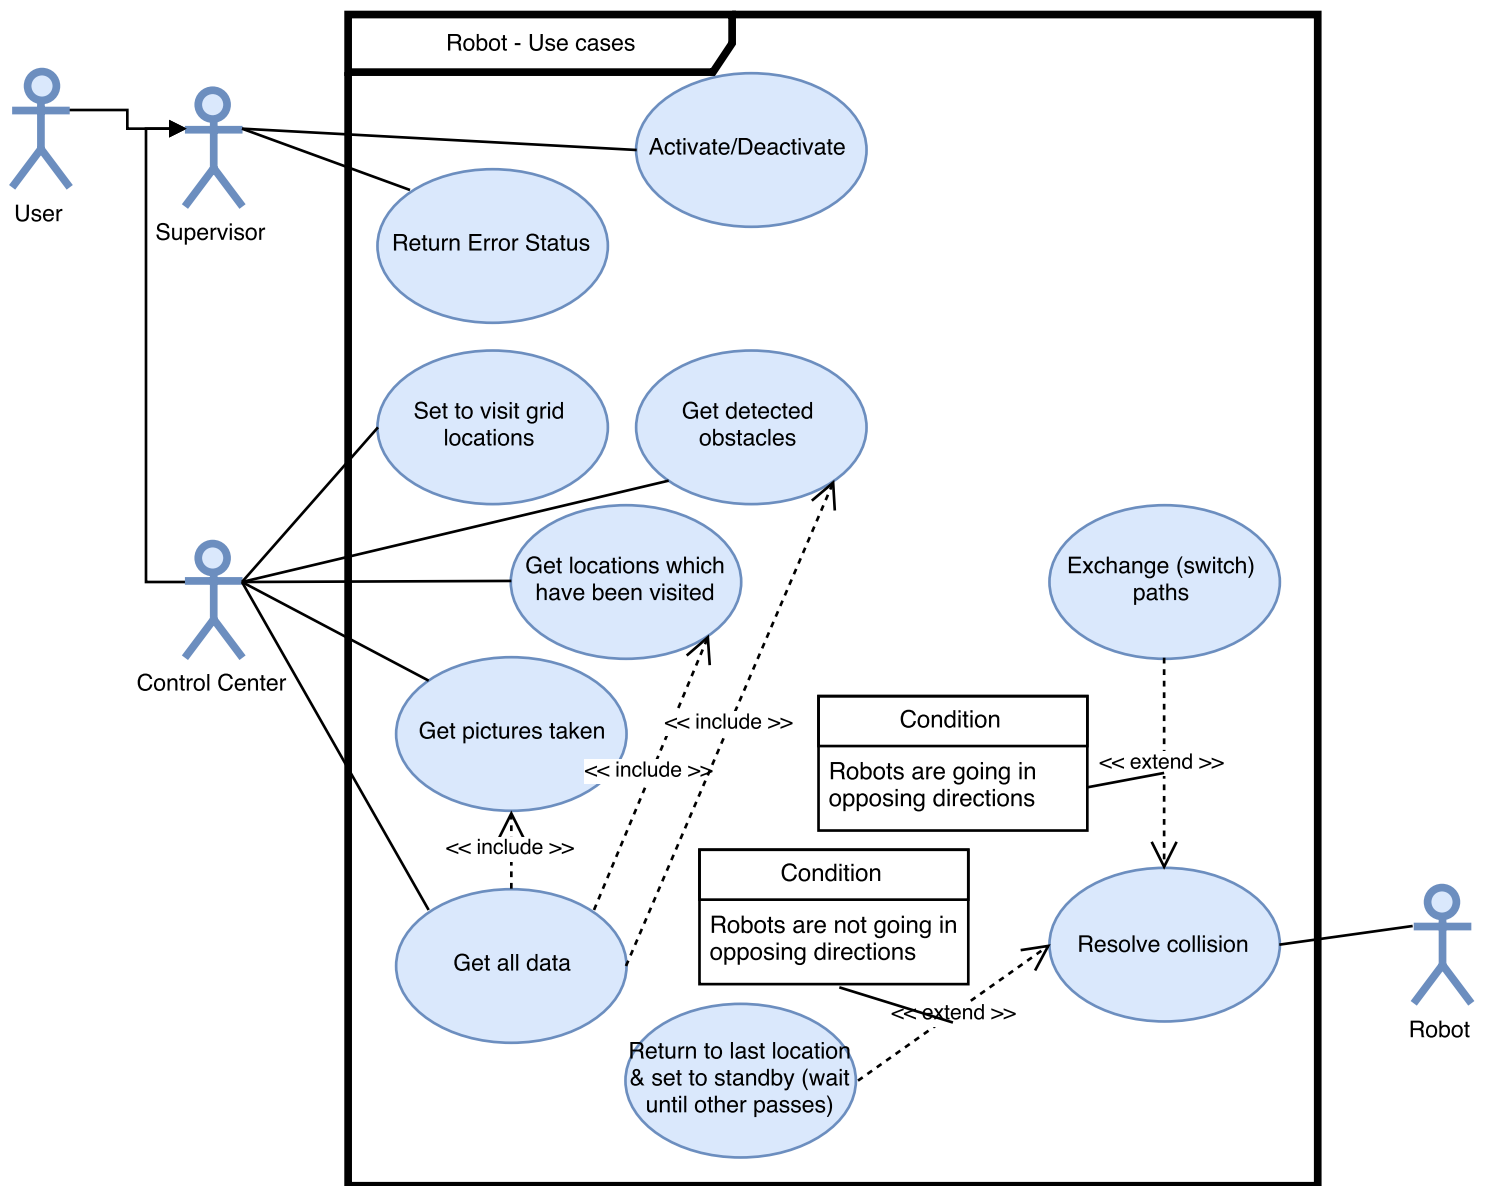 Robot - Use cases
User
Supervisor
Activate/Deactivate
Return Error Status
Set to visit grid
locations
Get detected
obstacles
Get locations which
have been visited
Exchange (switch)
paths
Control Center
Get pictures taken
<< include >>
<< include >>
<< include >>
Condition
Robots are going in
opposing directions
<< extend >>
Condition
Robots are not going in
opposing directions
Get all data
Resolve collision
<< extend >>
Robot
Return to last location
& set to standby (wait
until other passes)